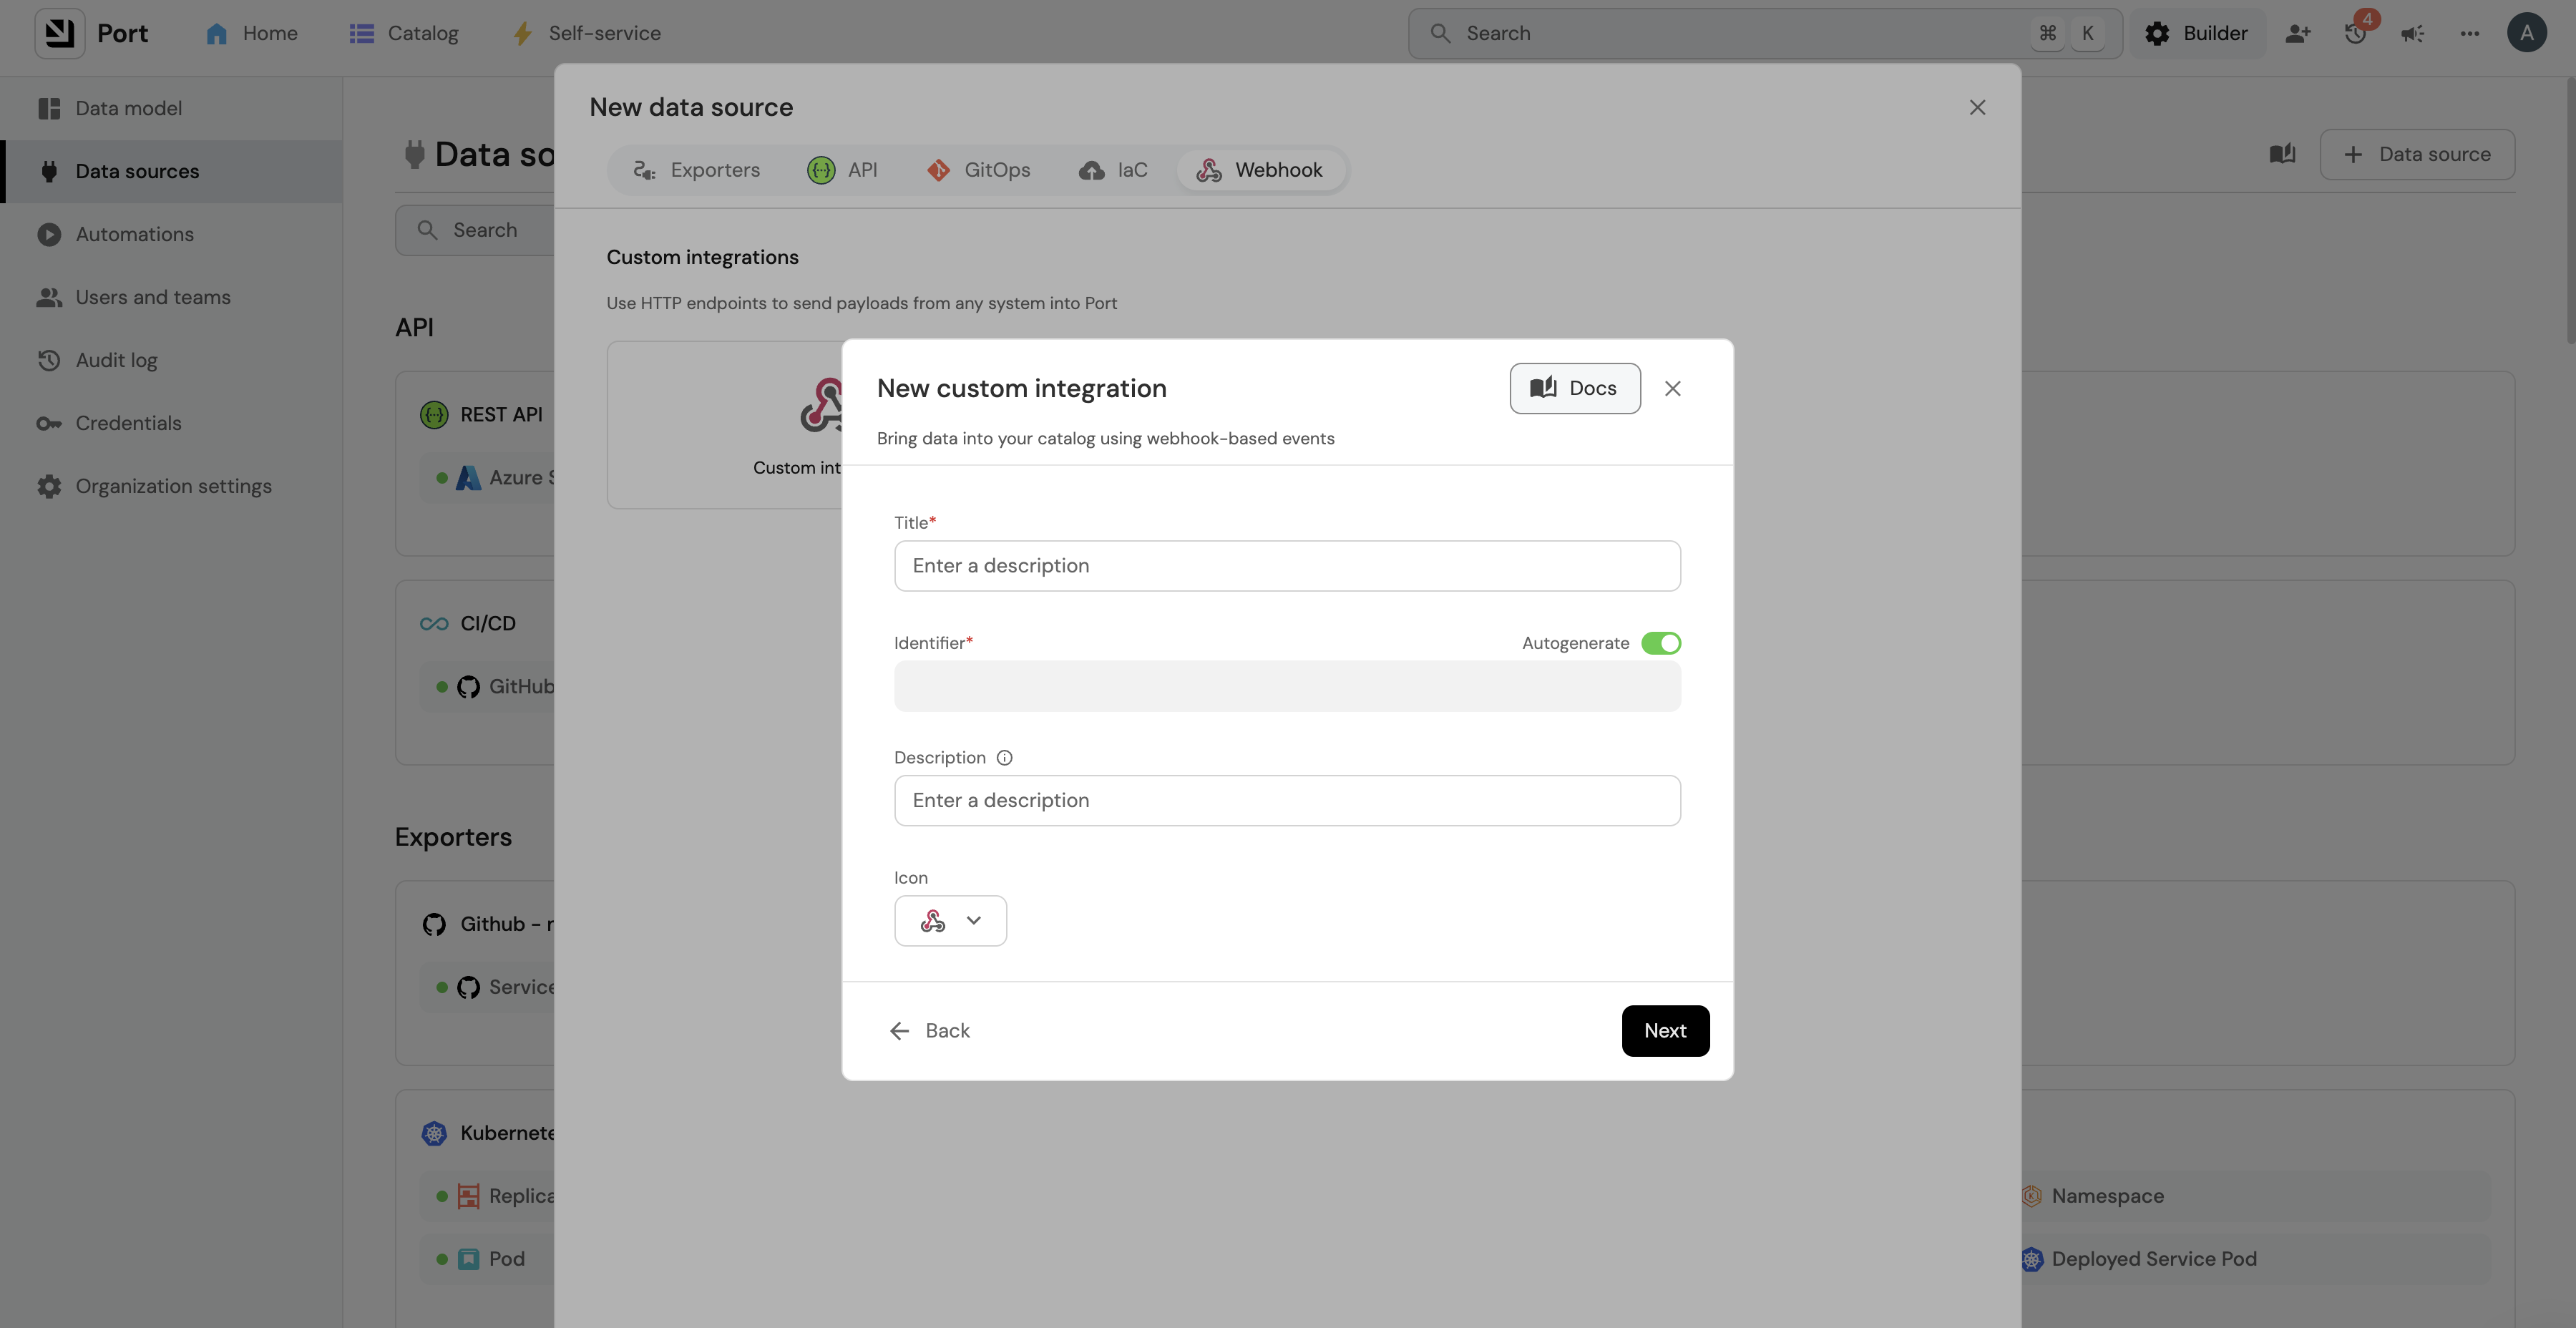 Port
Home
Catalog
Self-service
Search
⌘ K
Builder
4
A
Data model
Data sources
Automations
Users and teams
Audit log
Credentials
Organization settings
Data so
Data source
Search
API
REST API
Azure S
CI/CD
GitHub
Exporters
Github - r
Service
Kubernete
Replica
Pod
Namespace
Deployed Service Pod
New data source
Exporters
API
GitOps
IaC
Webhook
Custom integrations
Use HTTP endpoints to send payloads from any system into Port
Custom int
New custom integration
Docs
Bring data into your catalog using webhook-based events
Title*
Enter a description
Identifier*
Autogenerate
Description
Enter a description
Icon
Back
Next